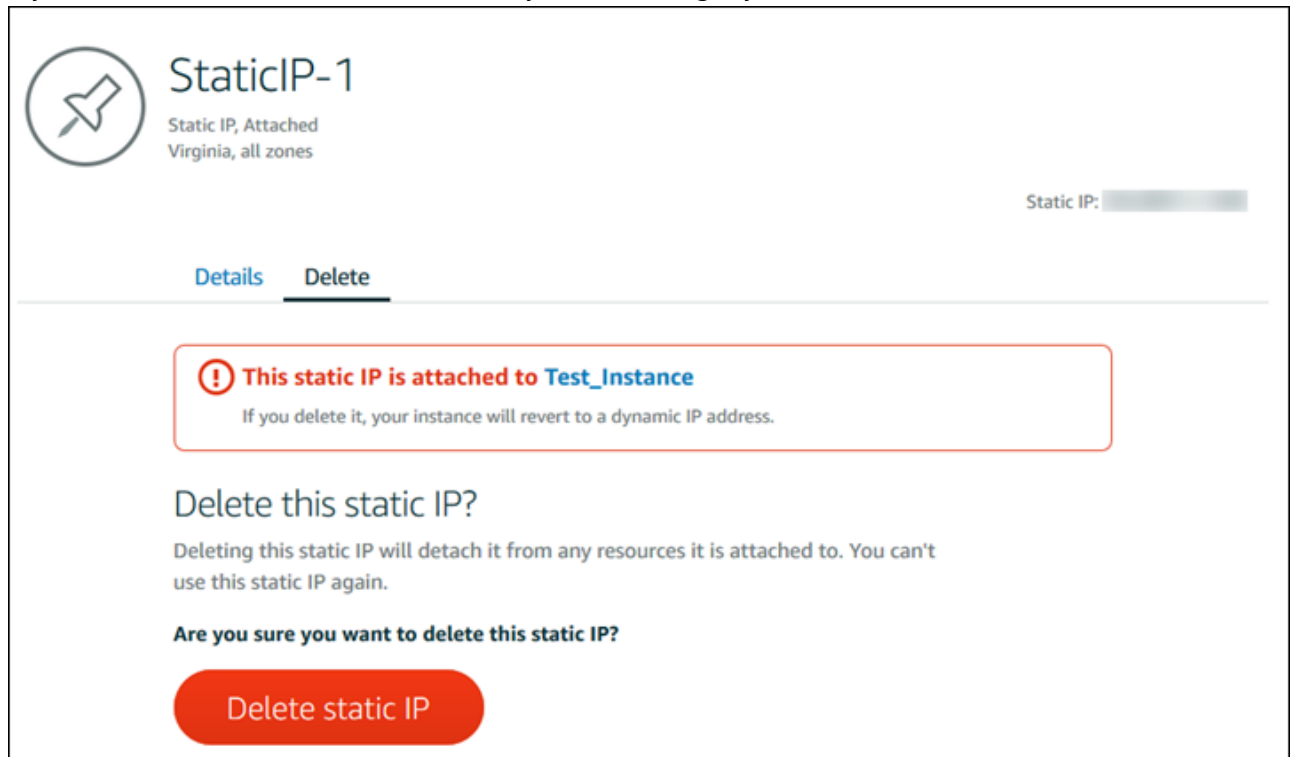 StaticIP-1
Static IP, Attached
Virginia, all zones
Static IP:
Details Delete
This static IP is attached to Test_Instance
If you delete it, your instance will revert to a dynamic IP address.
Delete this static IP?
Deleting this static IP will detach it from any resources it is attached to. You can't
use this static IP again.
Are you sure you want to delete this static IP?
Delete static IP